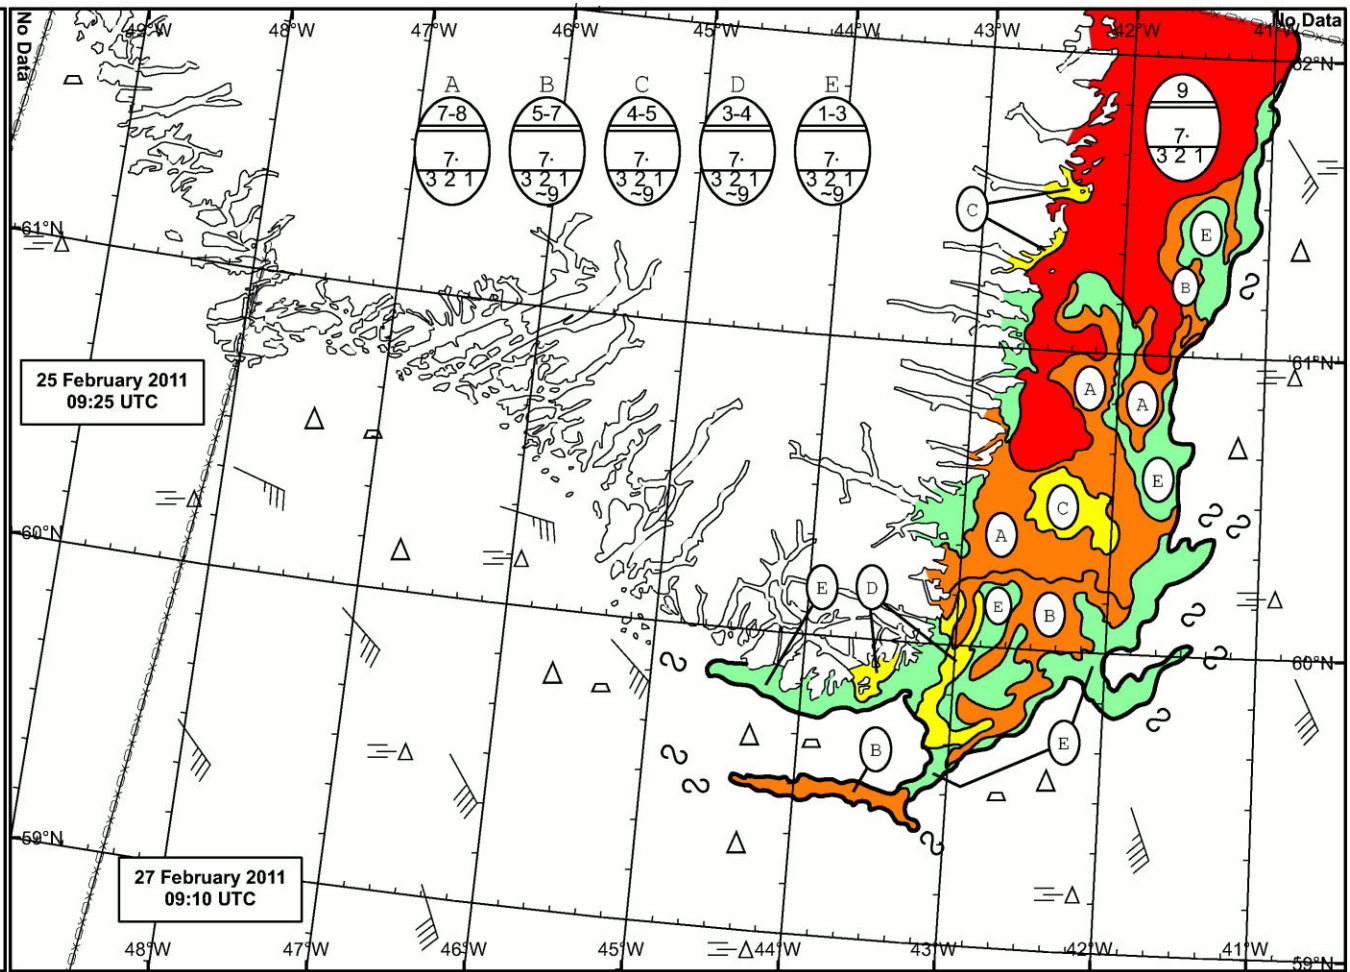 No Data
49°W
48°W
47°W
46°W
45°W
44°W
43°W
42°W
41°W
No Data
62°N
A
B
C
D
E
7-8
5-7
4-5
3-4
1-3
9
7·
7·
7·
7·
7·
7·
3 2 1
3 2 1
3 2 1
3 2 1
3 2 1
3 2 1
~9
~9
~9
~9
C
61°N
E
B
61°N
25 February 2011
09:25 UTC
A
A
E
C
60°N
A
E
D
E
B
60°N
B
E
59°N
27 February 2011
09:10 UTC
48°W
47°W
46°W
45°W
44°W
43°W
42°W
41°W
59°N